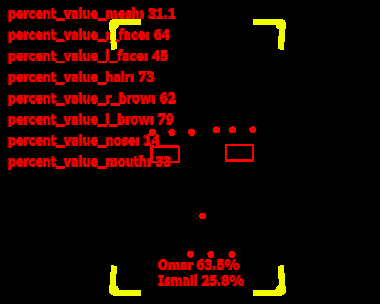 percent_value_mesh: 31.1
percent_value_r_face: 64
percent_value_l_face: 45
percent_value_hair: 73
percent_value_r_brow: 62
percent_value_l_brow: 79
percent_value_nose: 14
percent_value_mouth: 33
Omar 63.5%
Ismail 25.8%